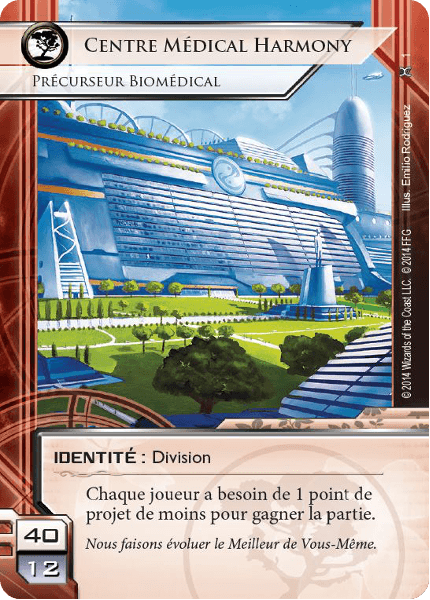 Centre Médical Harmony
Précurseur Biomédical
1
Illus. Emilio Rodriguez
© 2014 Wizards of the Coast LLC. © 2014 FFG
IDENTITÉ : Division
Chaque joueur a besoin de 1 point de
projet de moins pour gagner la partie.
Nous faisons évoluer le Meilleur de Vous-Même.
40
12